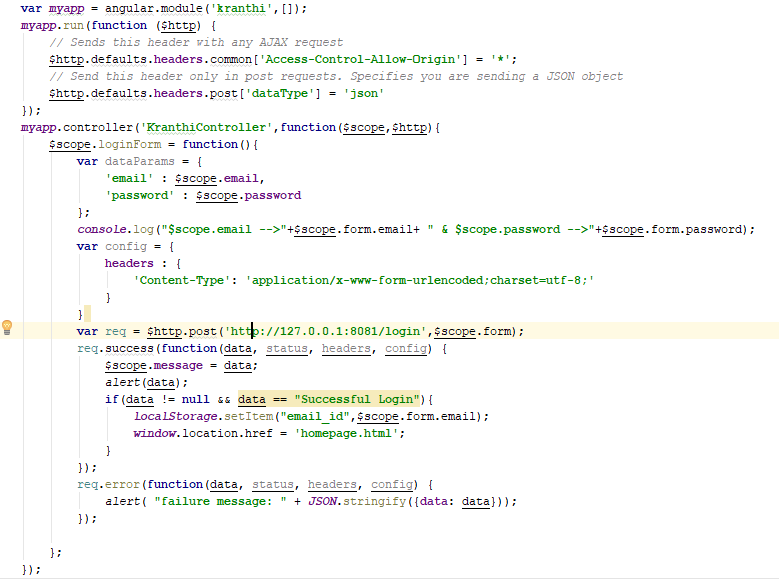 var myapp = angular.module('kranthi',[]);
myapp.run(function ($http) {
    // Sends this header with any AJAX request
    $http.defaults.headers.common['Access-Control-Allow-Origin'] = '*';
    // Send this header only in post requests. Specifies you are sending a JSON object
    $http.defaults.headers.post['dataType'] = 'json'
});
myapp.controller('KranthiController',function($scope,$http){
    $scope.loginForm = function(){
        var dataParams = {
            'email' : $scope.email,
            'password' : $scope.password
        };
        console.log("$scope.email -->"+$scope.form.email+ " & $scope.password -->"+$scope.form.password);
        var config = {
            headers : {
                'Content-Type': 'application/x-www-form-urlencoded;charset=utf-8;'
            }
        }
        var req = $http.post('http://127.0.0.1:8081/login',$scope.form);
        req.success(function(data, status, headers, config) {
            $scope.message = data;
            alert(data);
            if(data != null && data == "Successful Login"){
                localStorage.setItem("email_id",$scope.form.email);
                window.location.href = 'homepage.html';
            }
        });
        req.error(function(data, status, headers, config) {
            alert( "failure message: " + JSON.stringify({data: data}));
        });
    };
});